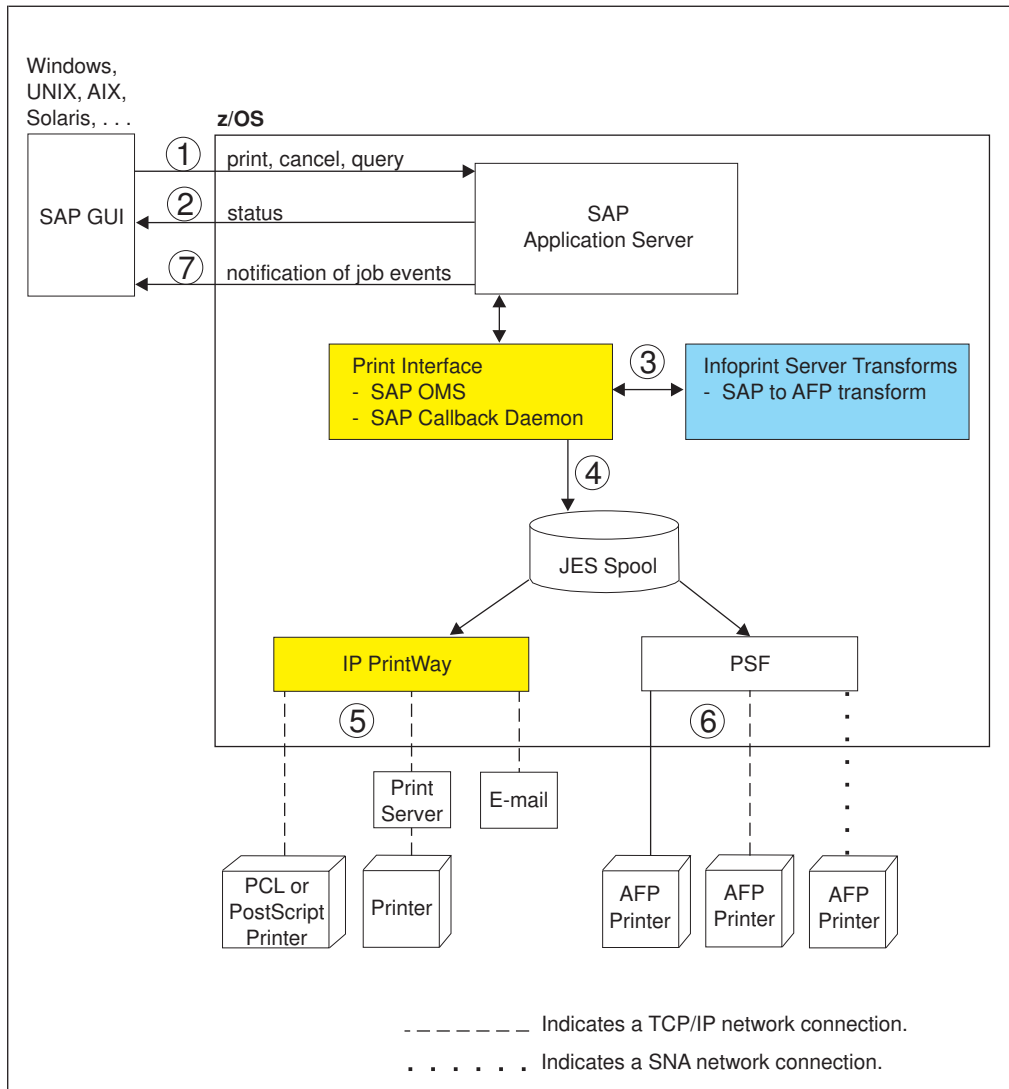 Windows,
UNIX, AIX,
Solaris, . . .
z/OS
SAP GUI
1
print, cancel, query
2
status
7
notification of job events
SAP
Application Server
Print Interface
- SAP OMS
- SAP Callback Daemon
3
Infoprint Server Transforms
- SAP to AFP transform
4
JES Spool
IP PrintWay
PSF
5
6
Print
Server
E-mail
PCL or
PostScript
Printer
Printer
AFP
Printer
AFP
Printer
AFP
Printer
Indicates a TCP/IP network connection.
Indicates a SNA network connection.